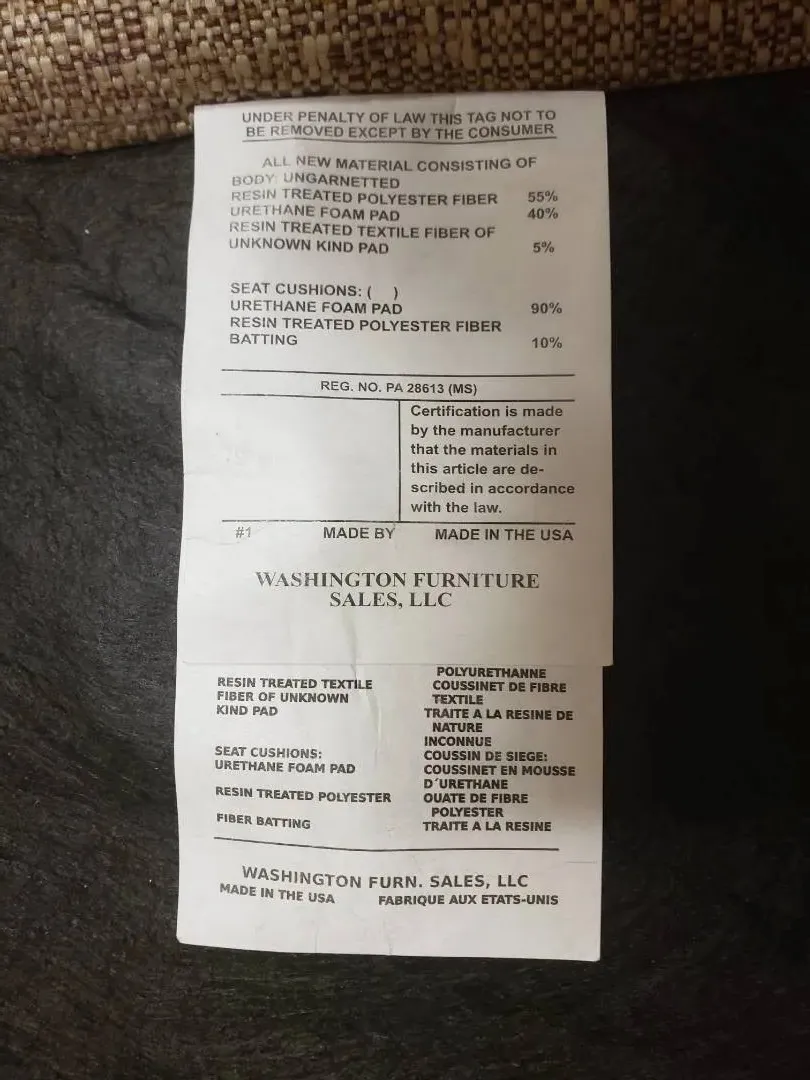 UNDER PENALTY OF LAW THIS TAG NOT TO
BE REMOVED EXCEPT BY THE CONSUMER
ALL NEW MATERIAL CONSISTING OF
BODY: UNGARNETTED
RESIN TREATED POLYESTER FIBER 55%
URETHANE FOAM PAD 40%
RESIN TREATED TEXTILE FIBER OF
UNKNOWN KIND PAD 5%
SEAT CUSHIONS: ( )
URETHANE FOAM PAD 90%
RESIN TREATED POLYESTER FIBER
BATTING 10%
REG. NO. PA 28613 (MS)
Certification is made
by the manufacturer
that the materials in
this article are de-
scribed in accordance
with the law.
#1 MADE BY MADE IN THE USA
WASHINGTON FURNITURE
SALES, LLC
RESIN TREATED TEXTILE
FIBER OF UNKNOWN
KIND PAD
SEAT CUSHIONS:
URETHANE FOAM PAD
RESIN TREATED POLYESTER
FIBER BATTING
POLYURETHANNE
COUSSINET DE FIBRE
TEXTILE
TRAITE A LA RESINE DE
NATURE
INCONNUE
COUSSIN DE SIEGE:
COUSSINET EN MOUSSE
D´URETHANE
OUATE DE FIBRE
POLYESTER
TRAITE A LA RESINE
WASHINGTON FURN. SALES, LLC
MADE IN THE USA FABRIQUE AUX ETATS-UNIS